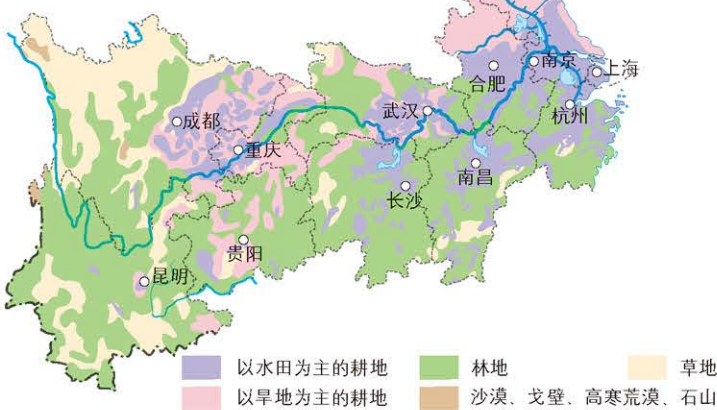 南京
上海
合肥
杭州
武汉
成都
重庆
南昌
长沙
贵阳
昆明
以水田为主的耕地
林地
草地
以旱地为主的耕地
沙漠、戈壁、高寒荒漠、石山